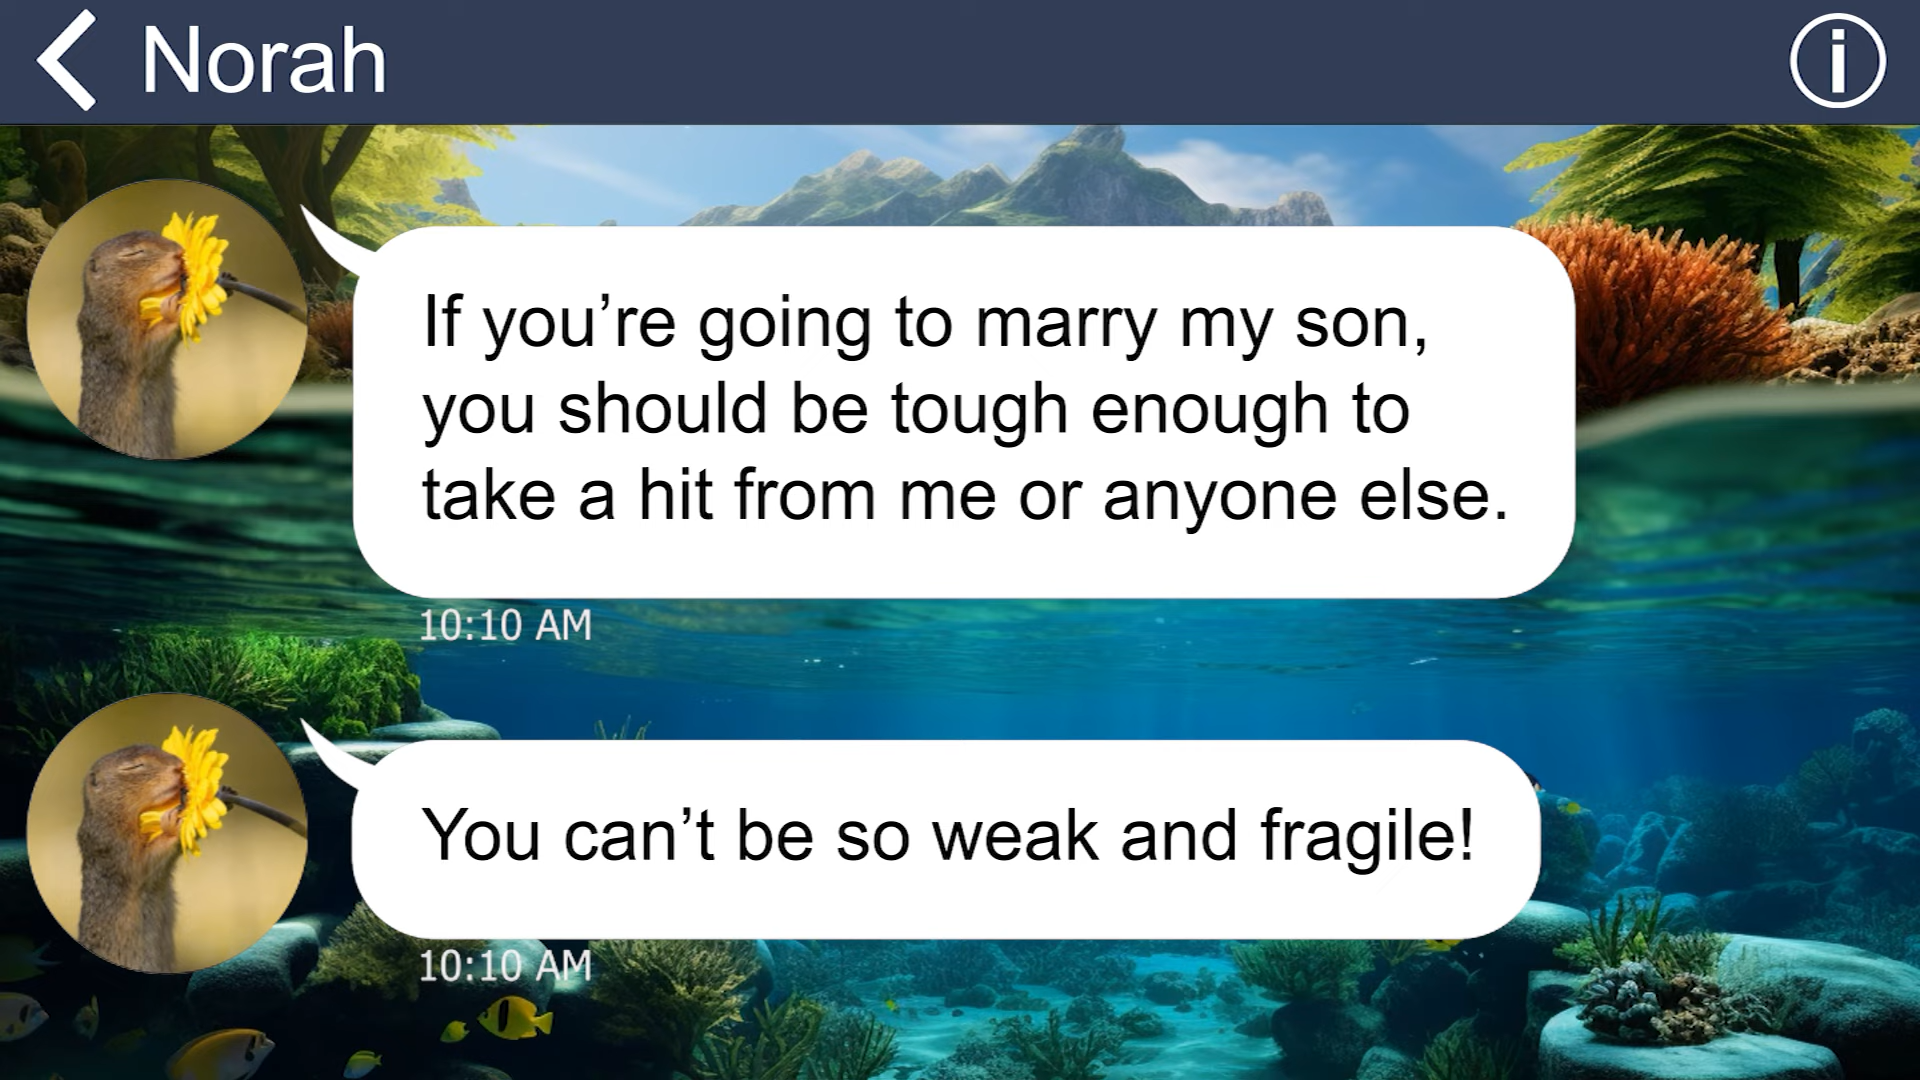 Norah
If you’re going to marry my son,
you should be tough enough to
take a hit from me or anyone else.
10:10 AM
You can’t be so weak and fragile!
10:10 AM